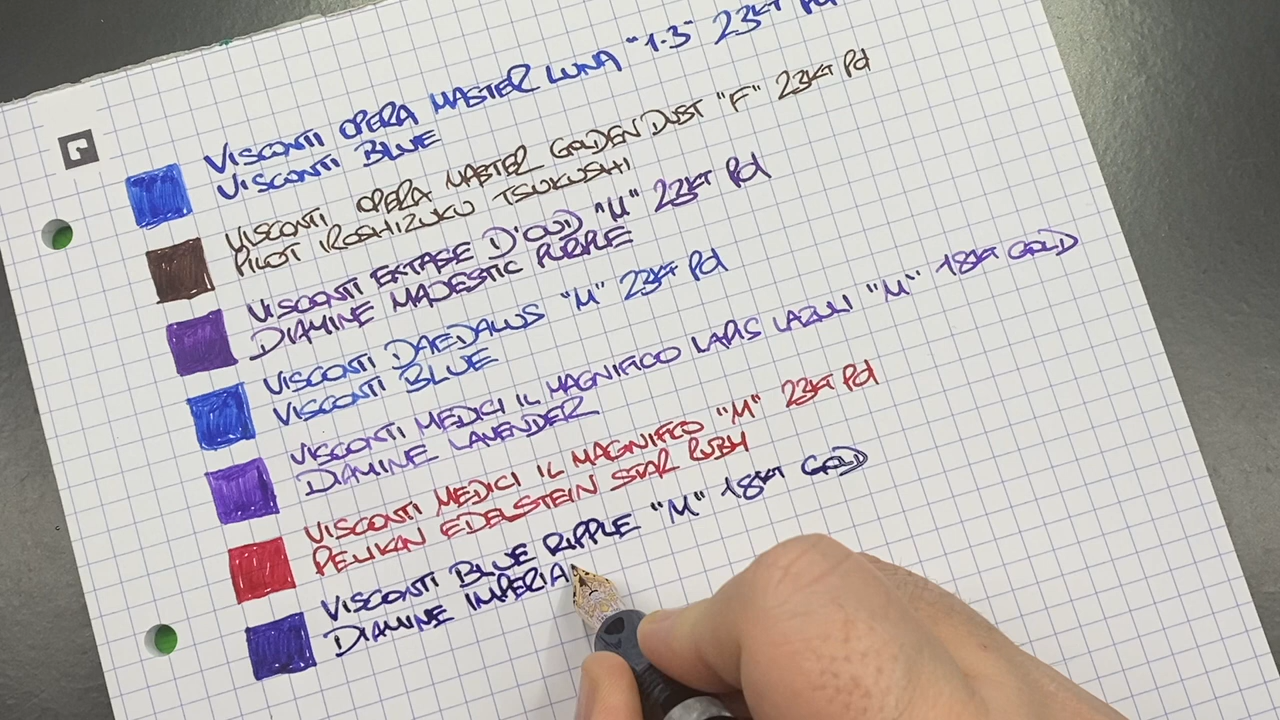 VISCONTI OPERA MASTER LUNA "1.3" 23KT Pd
VISCONTI BLUE
VISCONTI OPERA MASTER GOLDEN DUST "F" 23KT Pd
PILOT IROSHIZUKU TSUKUSHI
VISCONTI EXTASE D'OUD "M" 23KT Pd
DIAMINE MAJESTIC PURPLE
VISCONTI DAEDALUS "M" 23KT Pd
VISCONTI BLUE
VISCONTI MEDICI IL MAGNIFICO LAPIS LAZULI "M" 18KT GOLD
DIAMINE LAVENDER
VISCONTI MEDICI IL MAGNIFICO "M" 23KT Pd
PELIKAN EDELSTEIN STAR RUBY
VISCONTI BLUE RIPPLE "M" 18KT GOLD
DIAMINE IMPERIA